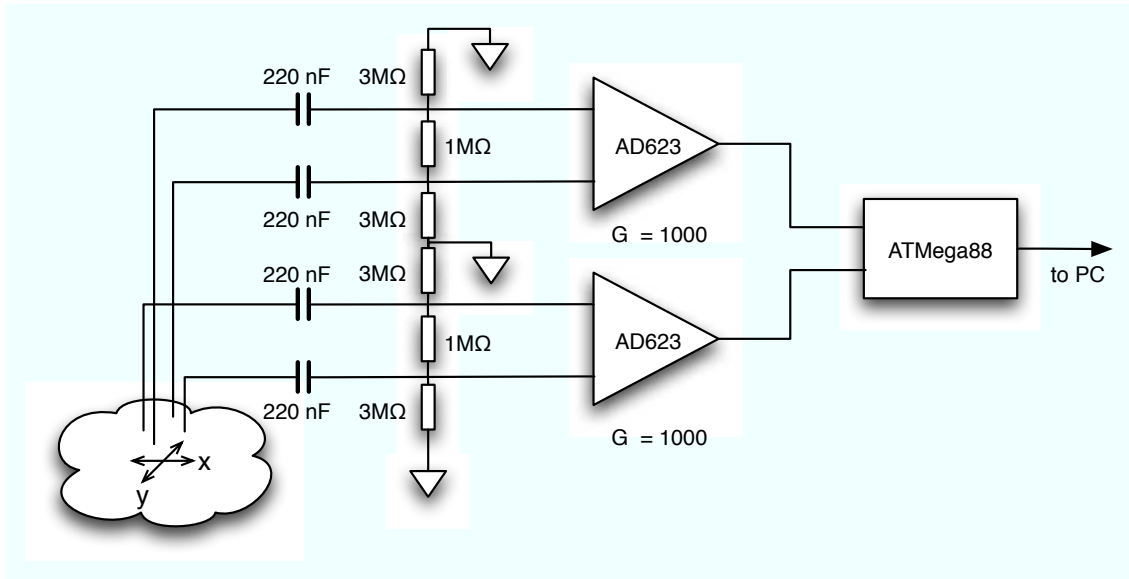 220 nF
3MΩ
1MΩ
AD623
220 nF
3MΩ
G = 1000
ATMega88
to PC
220 nF
3MΩ
1MΩ
AD623
220 nF
3MΩ
G = 1000
x
y